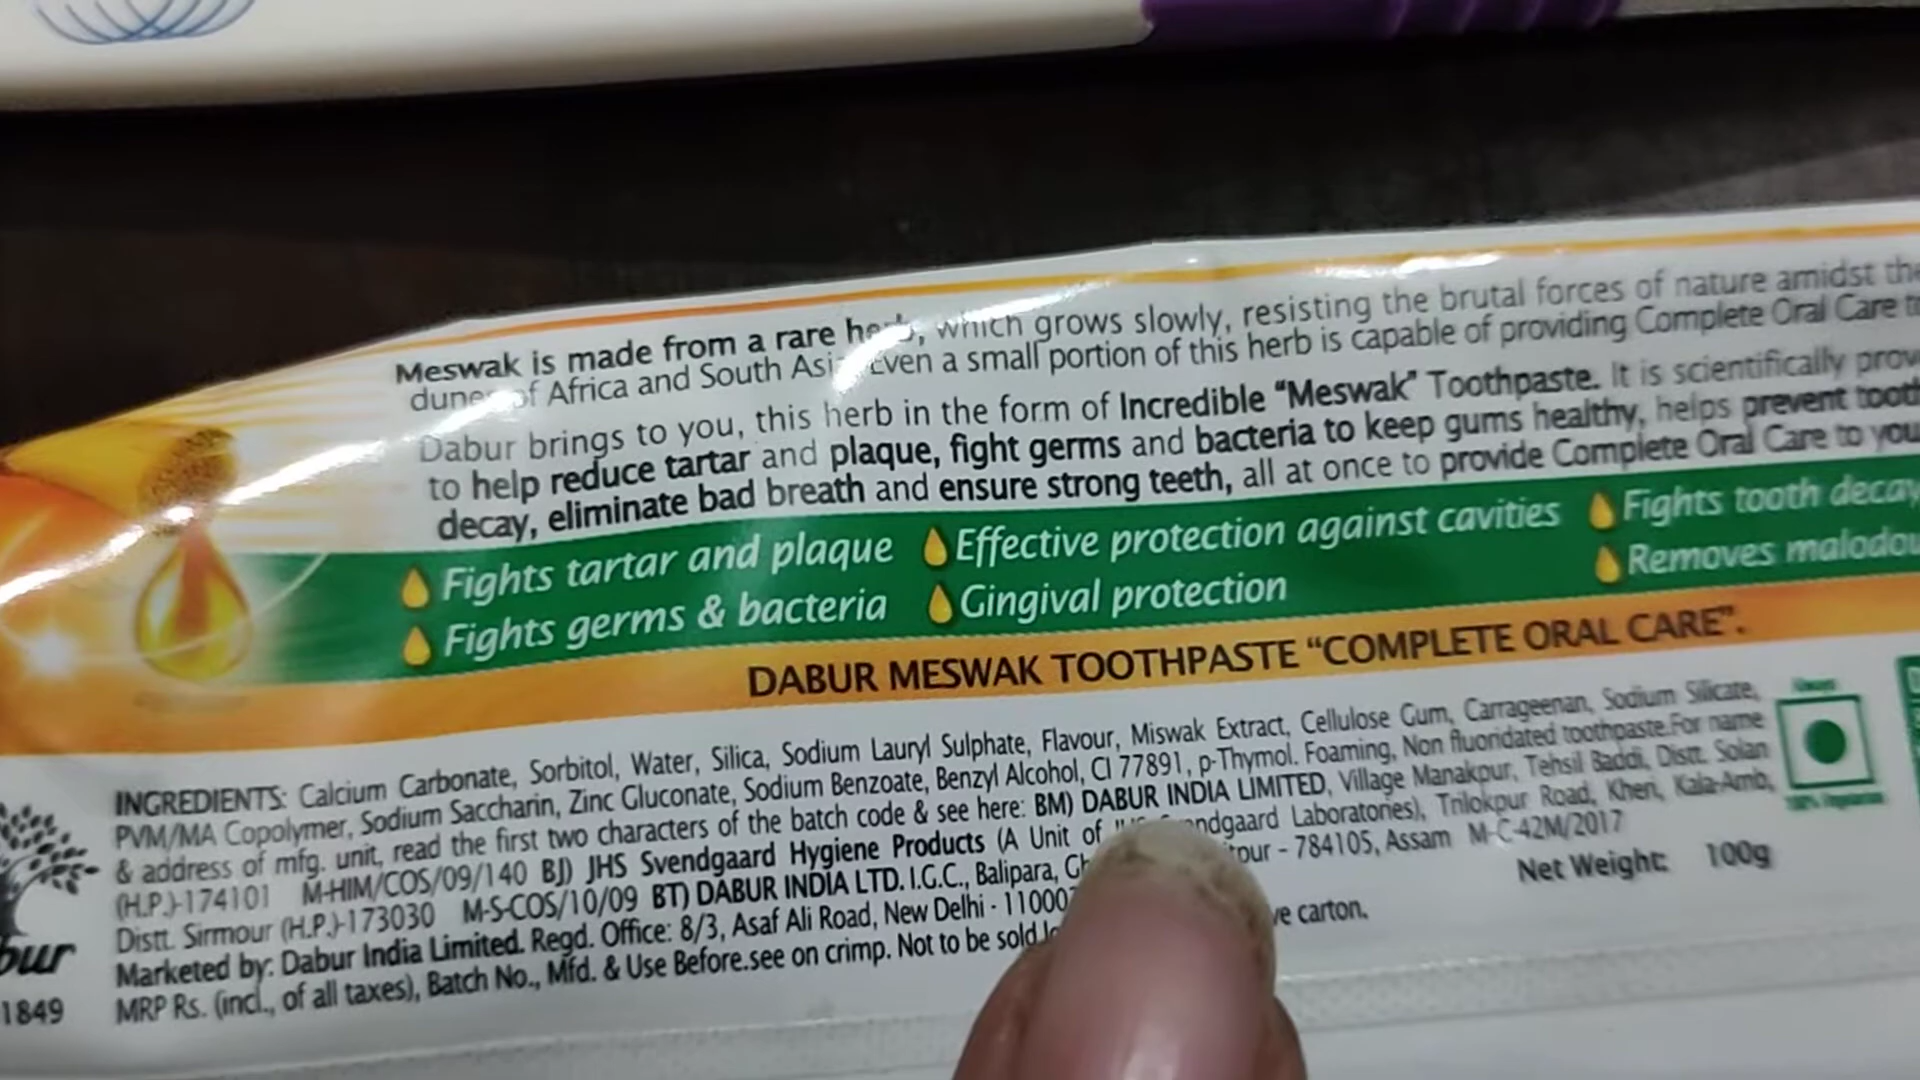 Meswak is made from a rare herb, which grows slowly, resisting the brutal forces of nature amidst the
dunes of Africa and South Asia. Even a small portion of this herb is capable of providing Complete Oral Care
Dabur brings to you, this herb in the form of Incredible "Meswak" Toothpaste. It is scientifically
to help reduce tartar and plaque, fight germs and bacteria to keep gums healthy, helps prevent tooth
decay, eliminate bad breath and ensure strong teeth, all at once to provide Complete Oral Care to you
Fights tartar and plaque Effective protection against cavities Fights tooth decay
Fights germs & bacteria Gingival protection Removes
DABUR MESWAK TOOTHPASTE "COMPLETE ORAL CARE".
INGREDIENTS: Calcium Carbonate, Sorbitol, Water, Silica, Sodium Lauryl Sulphate, Flavour, Miswak Extract, Cellulose Gum, Carrageenan, Sodium Silicate,
PVM/MA Copolymer, Sodium Saccharin, Zinc Gluconate, Sodium Benzoate, Benzyl Alcohol, CI 77891, p-Thymol. Foaming, Non fluoridated toothpaste.For name
& address of mfg. unit, read the first two characters of the batch code & see here: BM) DABUR INDIA LIMITED, Village Manakpur, Tehsil Baddi, Distt. Solan
(H.P.)-174101 M-HIM/COS/09/140 BJ) JHS Svendgaard Hygiene Products (A Unit of Laboratories), Trilokpur Road, Kheri, Kala-Amb,
Distt. Sirmour (H.P.)-173030 M-S-COS/10/09 BT) DABUR INDIA LTD. I.G.C., Balipara, - 784105, Assam M-C-42M/2017
Marketed by: Dabur India Limited. Regd. Office: 8/3, Asaf Ali Road, New Delhi - Net Weight: 100g
MRP Rs. (incl., of all taxes), Batch No., Mfd. & Use Before.see on crimp. Not to be sold carton.
1849